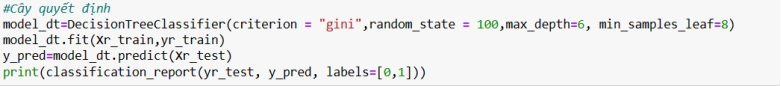 #Cây quyết định
model_dt=DecisionTreeClassifier(criterion = "gini",random_state = 100,max_depth=6, min_samples_leaf=8)
model_dt.fit(Xr_train,yr_train)
y_pred=model_dt.predict(Xr_test)
print(classification_report(yr_test, y_pred, labels=[0,1]))